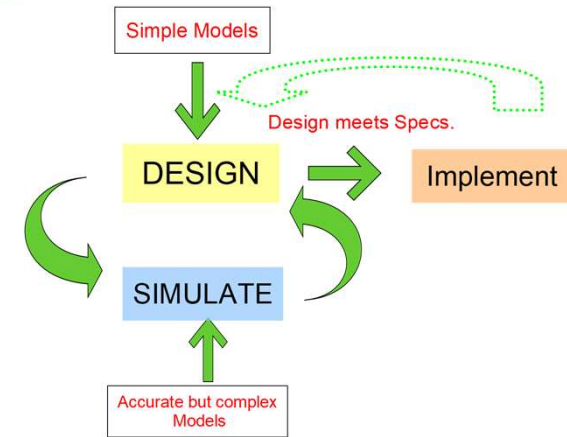 Simple Models
Design meets Specs.
DESIGN
Implement
SIMULATE
Accurate but complex
Models